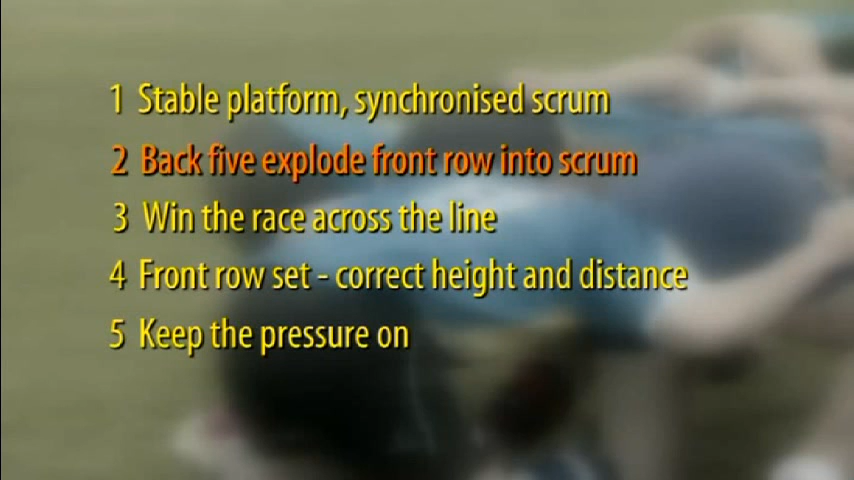 1 Stable platform, synchronised scrum
2 Back five explode front row into scrum
3 Win the race across the line
4 Front row set - correct height and distance
5 Keep the pressure on